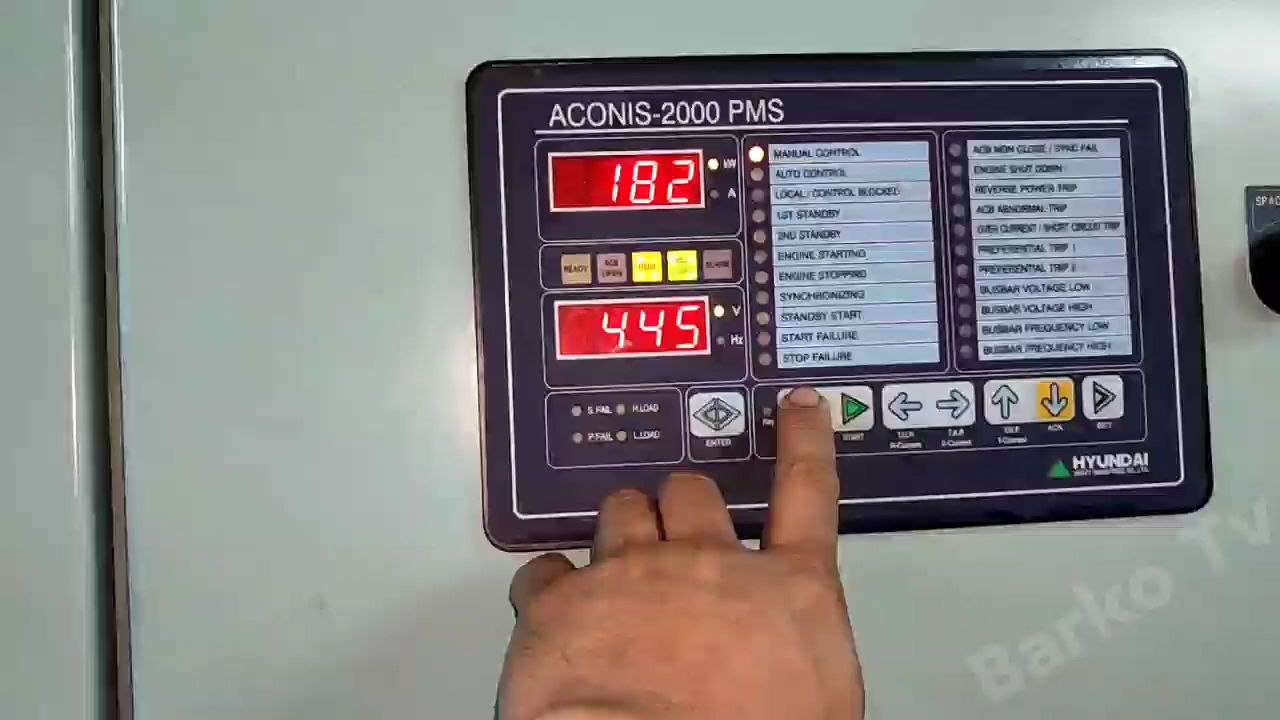 ACONIS-2000 PMS
182
kW
A
READY
ACB OPEN
445
V
Hz
S.FAIL
H.LOAD
P.FAIL
L.LOAD
ENTER
MANUAL CONTROL
AUTO CONTROL
LOCAL / CONTROL BLOCKED
1ST STANDBY
2ND STANDBY
ENGINE STARTING
ENGINE STOPPING
SYNCHRONIZING
STANDBY START
START FAILURE
STOP FAILURE
ACB NON CLOSE / SYNC FAIL
ENGINE SHUT DOWN
REVERSE POWER TRIP
ACB ABNORMAL TRIP
OVER CURRENT / SHORT CIRCUIT TRIP
PREFERENTIAL TRIP I
PREFERENTIAL TRIP II
BUSBAR VOLTAGE LOW
BUSBAR VOLTAGE HIGH
BUSBAR FREQUENCY LOW
BUSBAR FREQUENCY HIGH
START
ACK
HYUNDAI
SPAC
Barko Tv